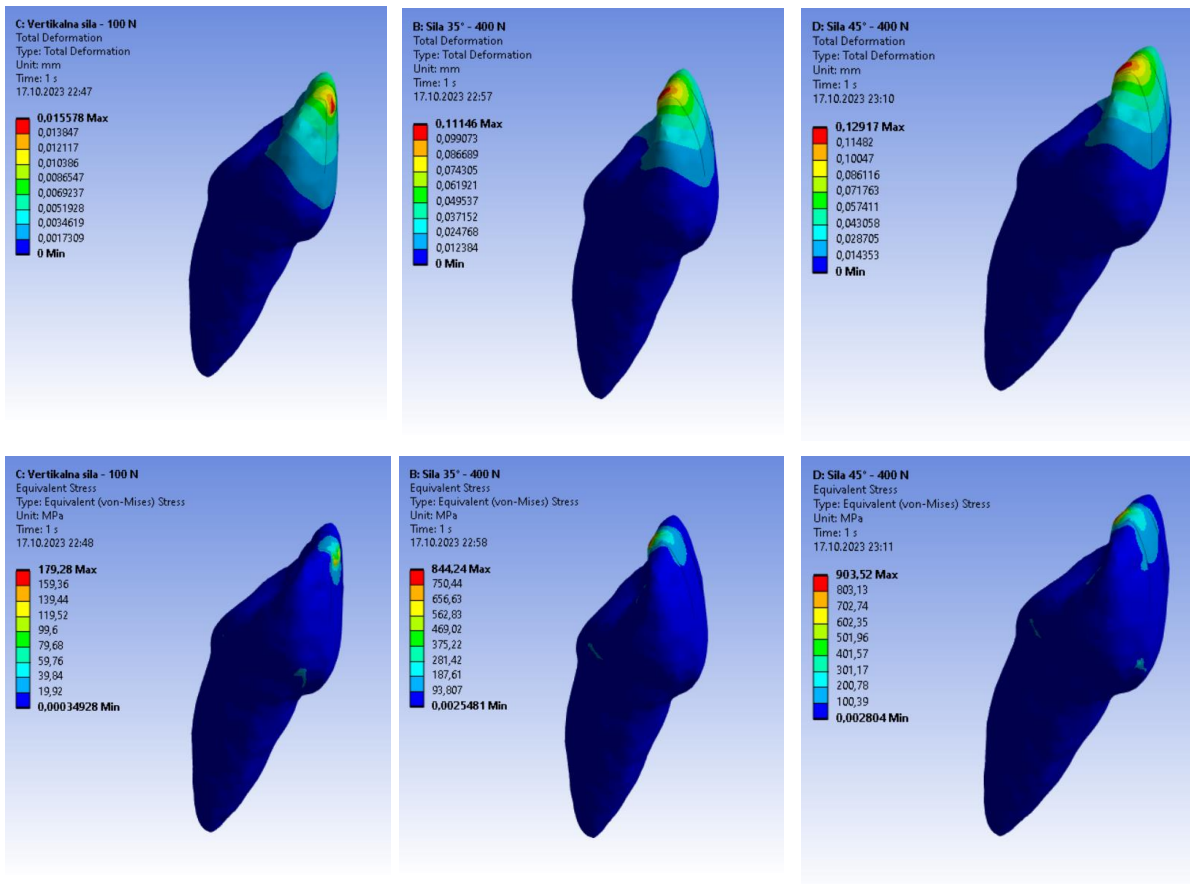 C: Vertikalna sila - 100 N
Total Deformation
Type: Total Deformation
Unit: mm
Time: 1 s
17.10.2023 22:47
0,015578 Max
0,013847
0,012117
0,010386
0,0086547
0,0069237
0,0051928
0,0034619
0,0017309
0 Min
B: Sila 35° - 400 N
Total Deformation
Type: Total Deformation
Unit: mm
Time: 1 s
17.10.2023 22:57
0,11146 Max
0,099073
0,086689
0,074305
0,061921
0,049537
0,037152
0,024768
0,012384
0 Min
D: Sila 45° - 400 N
Total Deformation
Type: Total Deformation
Unit: mm
Time: 1 s
17.10.2023 23:10
0,12917 Max
0,11482
0,10047
0,086116
0,071763
0,057411
0,043058
0,028705
0,014353
0 Min
C: Vertikalna sila - 100 N
Equivalent Stress
Type: Equivalent (von-Mises) Stress
Unit: MPa
Time: 1 s
17.10.2023 22:48
179,28 Max
159,36
139,44
119,52
99,6
79,68
59,76
39,84
19,92
0,00034928 Min
B: Sila 35° - 400 N
Equivalent Stress
Type: Equivalent (von-Mises) Stress
Unit: MPa
Time: 1 s
17.10.2023 22:58
844,24 Max
750,44
656,63
562,83
469,02
375,22
281,42
187,61
93,807
0,0025481 Min
D: Sila 45° - 400 N
Equivalent Stress
Type: Equivalent (von-Mises) Stress
Unit: MPa
Time: 1 s
17.10.2023 23:11
903,52 Max
803,13
702,74
602,35
501,96
401,57
301,17
200,78
100,39
0,002804 Min